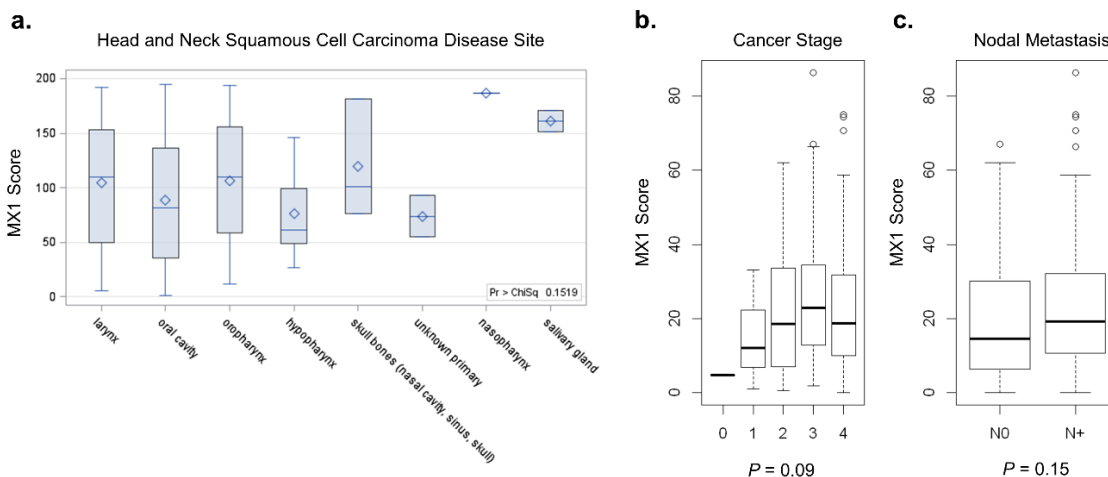 a.
Head and Neck Squamous Cell Carcinoma Disease Site
MX1 Score
200
150
100
50
0
Pr > ChiSq 0.1519
larynx
oral cavity
oropharynx
hypopharynx
skull bones (nasal cavity, sinus, skull)
unknown primary
nasopharynx
salivary gland
b.
Cancer Stage
MX1 Score
80
60
40
20
0
0 1 2 3 4
P = 0.09
c.
Nodal Metastasis
MX1 Score
80
60
40
20
0
N0 N+
P = 0.15